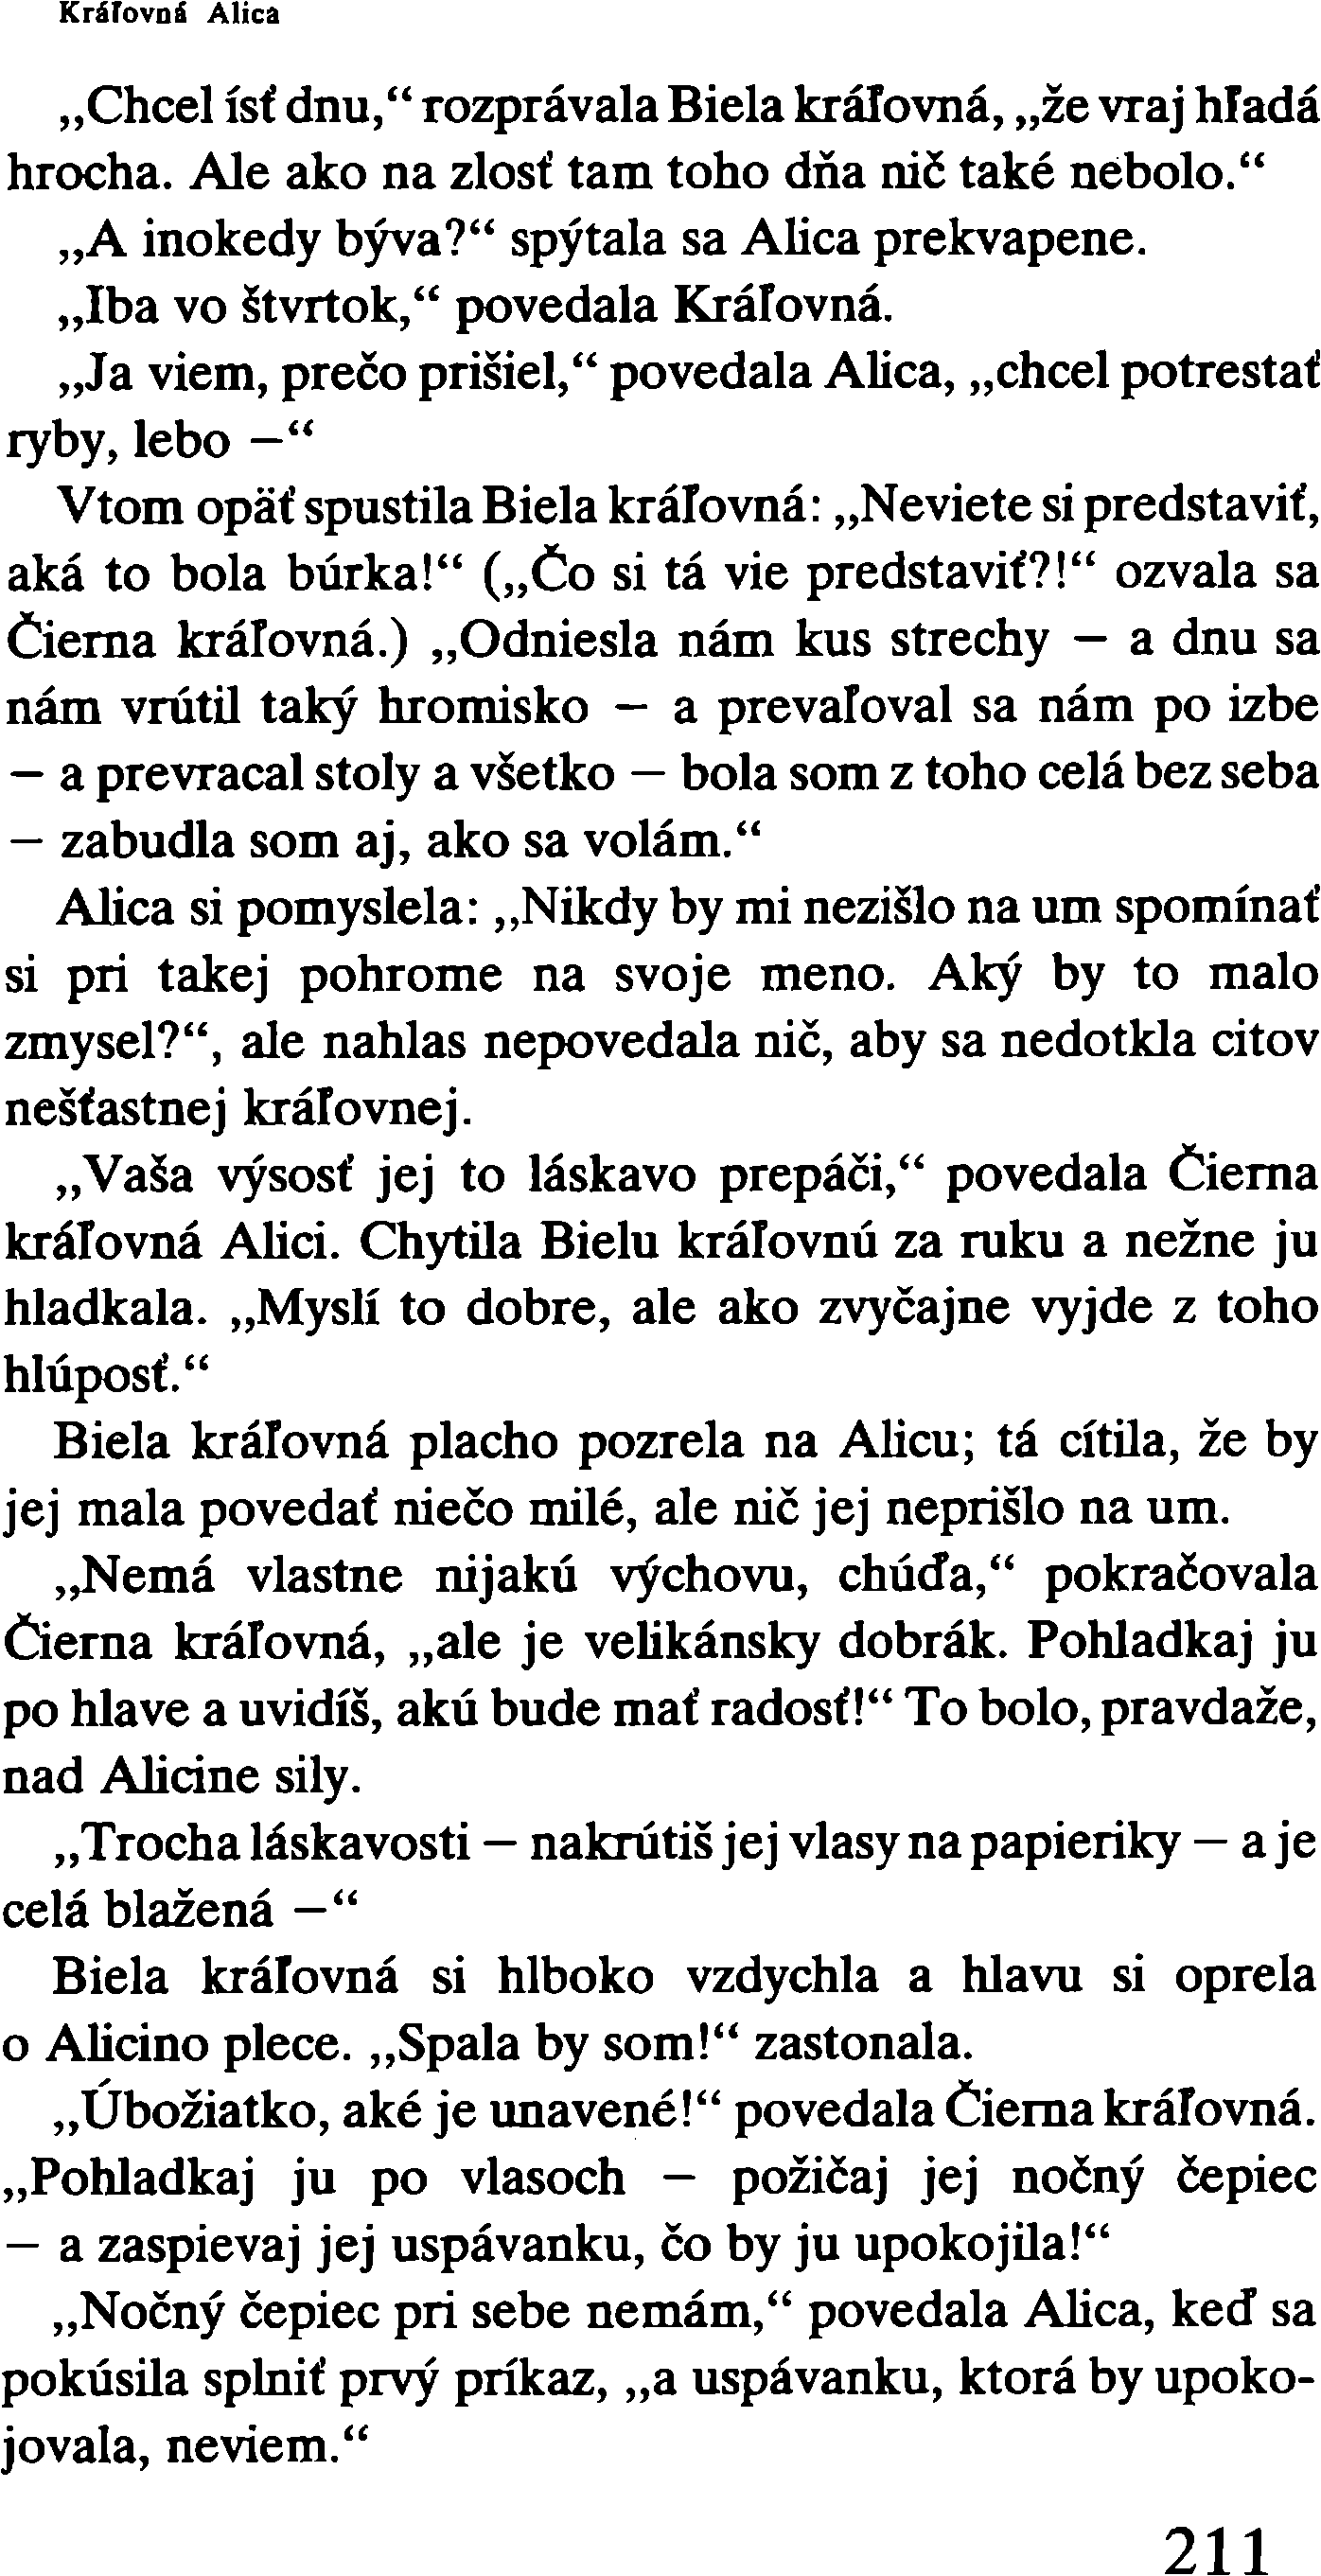 Kráľovná Alica
„Chcel ísť dnu,“ rozprávala Biela kráľovná, „že vraj hľadá
hrocha. Ale ako na zlosť tam toho dňa nič také nebolo.“
„A inokedy býva?“ spýtala sa Alica prekvapene.
„Iba vo štvrtok,“ povedala Kráľovná.
„Ja viem, prečo prišiel,“ povedala Alica, „chcel potrestať
ryby, lebo —“
Vtom opäť spustila Biela kráľovná: „Neviete si predstaviť,
aká to bola búrka!“ („Čo si tá vie predstaviť?!“ ozvala sa
Čierna kráľovná.) „Odniesla nám kus strechy — a dnu sa
nám vrútil taký hromisko — a prevaľoval sa nám po izbe
— a prevracal stoly a všetko — bola som z toho celá bez seba
— zabudla som aj, ako sa volám.“
Alica si pomyslela: „Nikdy by mi nezišlo na um spomínať
si pri takej pohrome na svoje meno. Aký by to malo
zmysel?“, ale nahlas nepovedala nič, aby sa nedotkla citov
nešťastnej kráľovnej.
„Vaša výsosť jej to láskavo prepáči,“ povedala Čierna
kráľovná Alici. Chytila Bielu kráľovnú za ruku a nežne ju
hladkala. „Myslí to dobre, ale ako zvyčajne vyjde z toho
hlúposť.“
Biela kráľovná placho pozrela na Alicu; tá cítila, že by
jej mala povedať niečo milé, ale nič jej neprišlo na um.
„Nemá vlastne nijakú výchovu, chúďa,“ pokračovala
Čierna kráľovná, „ale je velikánsky dobrák. Pohladkaj ju
po hlave a uvidíš, akú bude mať radosť!“ To bolo, pravdaže,
nad Alicine sily.
„Trocha láskavosti — nakrútiš jej vlasy na papieriky — a je
celá blažená —“
Biela kráľovná si hlboko vzdychla a hlavu si oprela
o Alicino plece. „Spala by som!“ zastonala.
„Úbožiatko, aké je unavené!“ povedala Čierna kráľovná.
„Pohladkaj ju po vlasoch — požičaj jej nočný čepiec
— a zaspievaj jej uspávanku, čo by ju upokojila!“
„Nočný čepiec pri sebe nemám,“ povedala Alica, keď sa
pokúsila splniť prvý príkaz, „a uspávanku, ktorá by upoko-
jovala, neviem.“
211